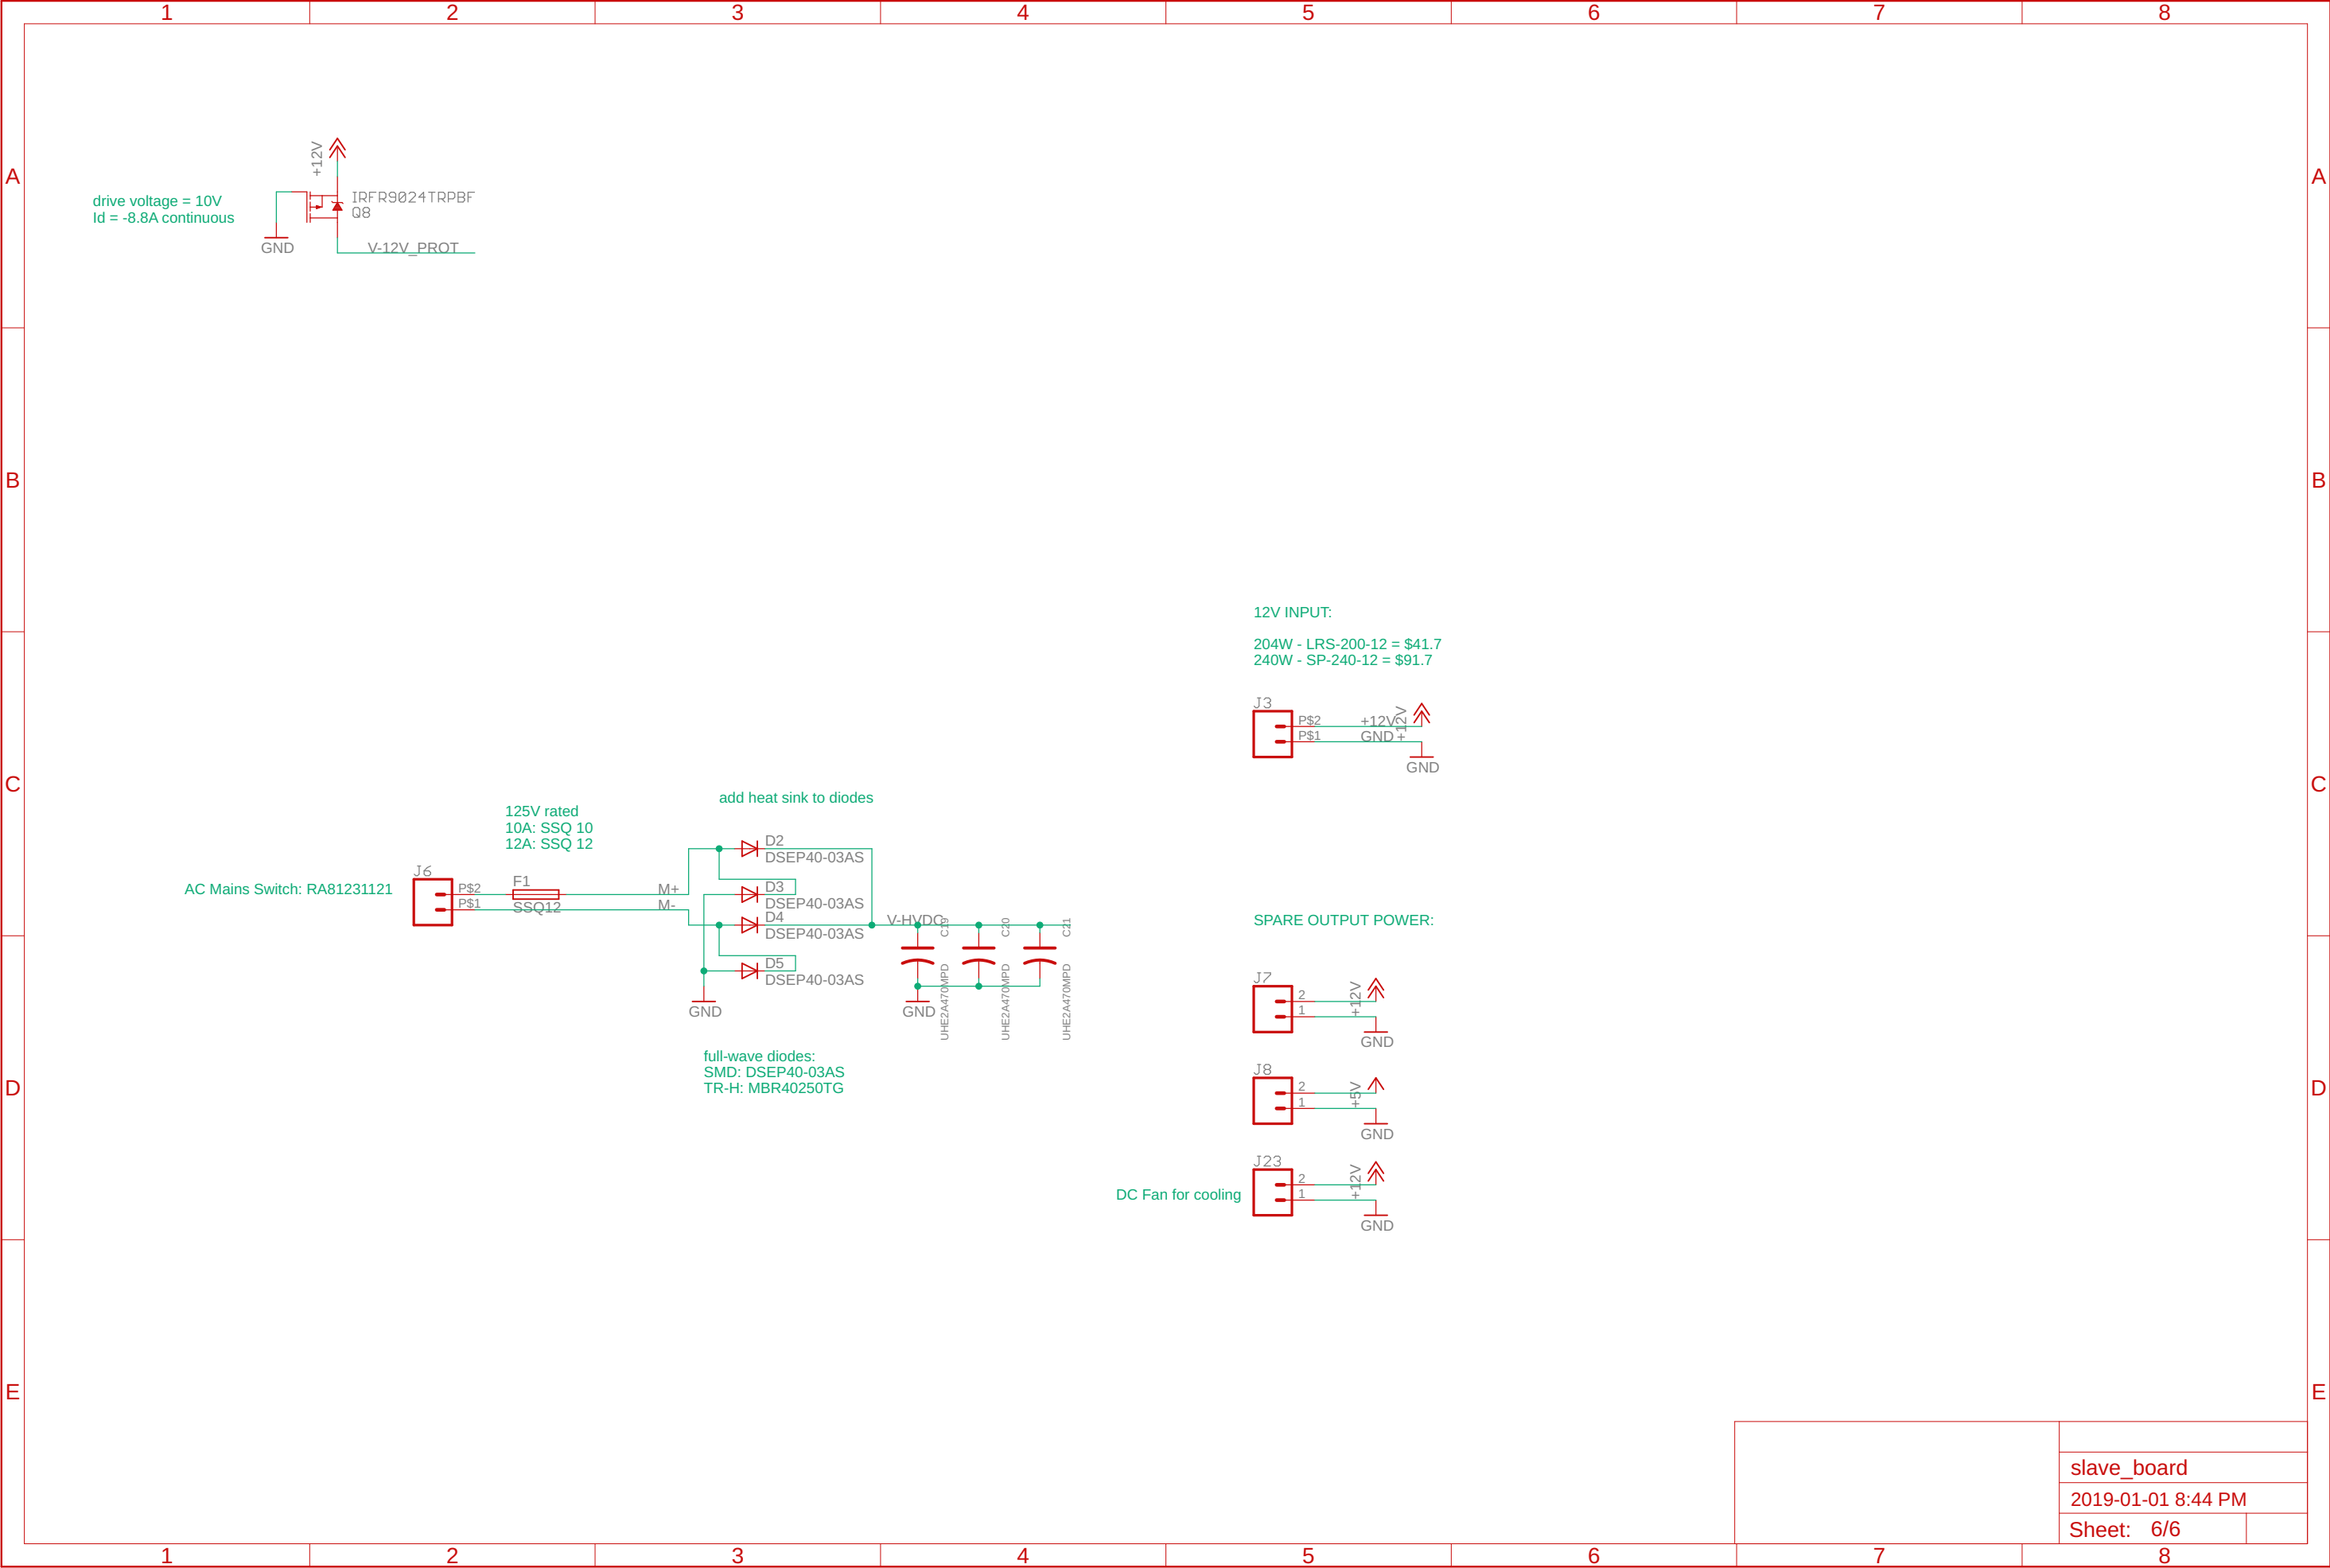 1 2 3 4 5 6 7 8
A
A
+12V
drive voltage = 10V
Id = -8.8A continuous
IRFR9024TRPBF
Q8
GND
V-12V_PROT
B
B
12V INPUT:
204W - LRS-200-12 = $41.7
240W - SP-240-12 = $91.7
J3
P$2
P$1
+12V
GND
+12V
GND
C
C
add heat sink to diodes
125V rated
10A: SSQ 10
12A: SSQ 12
AC Mains Switch: RA81231121
J6
P$2
P$1
F1
SSQ12
M+
M-
D2
DSEP40-03AS
D3
DSEP40-03AS
D4
DSEP40-03AS
D5
DSEP40-03AS
GND
V-HVDC
C19
UHE2A470MPD
C20
UHE2A470MPD
C21
UHE2A470MPD
GND
full-wave diodes:
SMD: DSEP40-03AS
TR-H: MBR40250TG
SPARE OUTPUT POWER:
J7
2
1
+12V
GND
D
D
J8
2
1
+5V
GND
DC Fan for cooling
J23
2
1
+12V
GND
E
E
slave_board
2019-01-01 8:44 PM
Sheet: 6/6
1 2 3 4 5 6 7 8